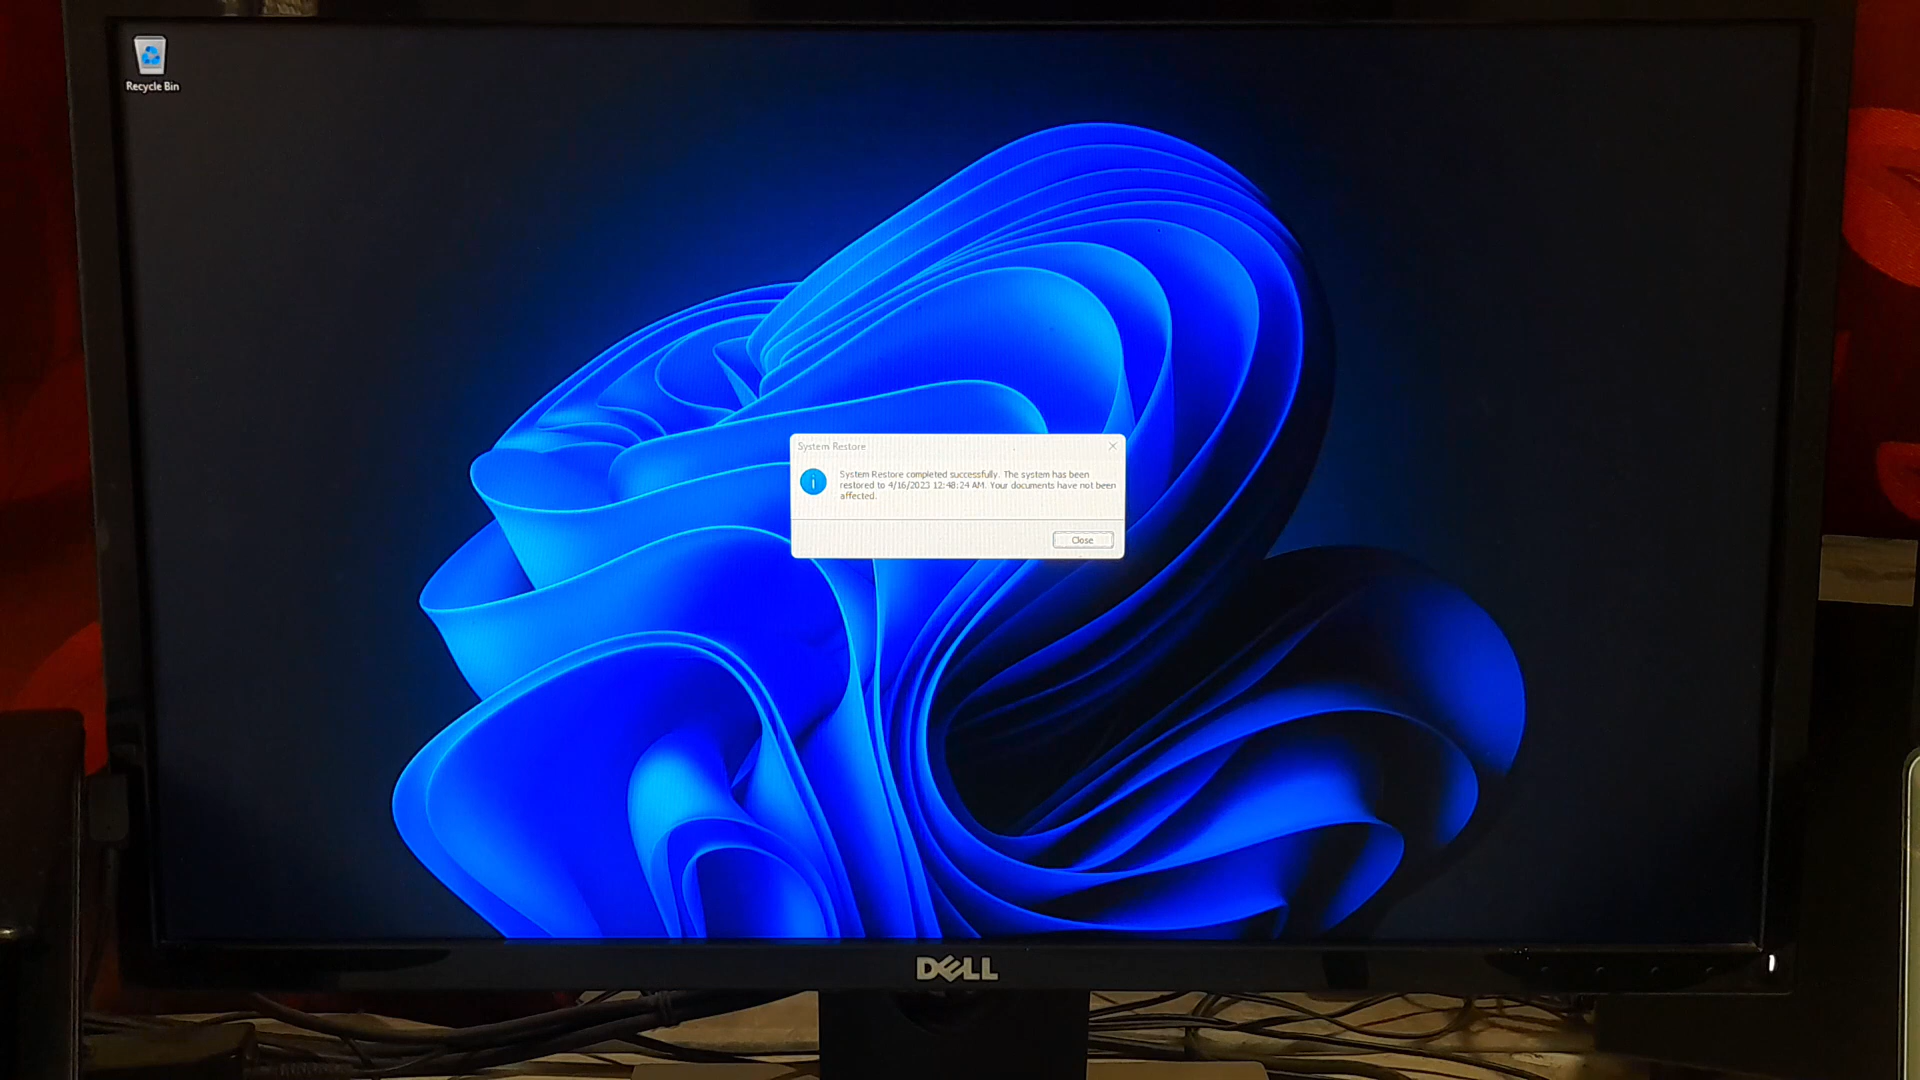 Recycle Bin
System Restore
System Restore completed successfully. The system has been
restored to 4/16/2023 12:48:24 AM. Your documents have not been
affected.
Close
DELL